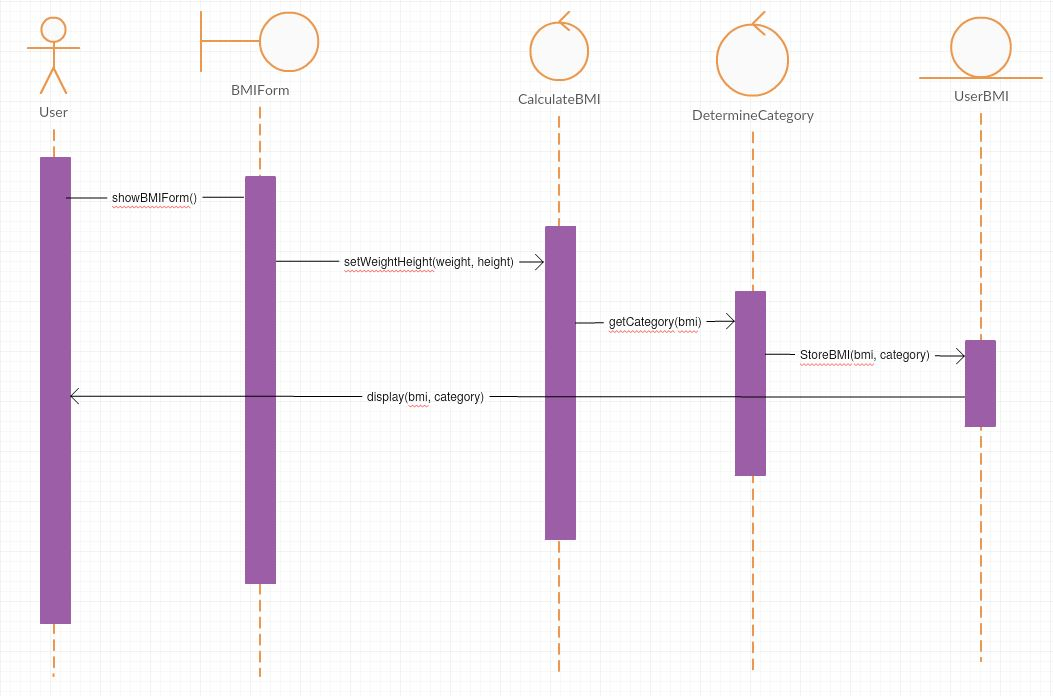 User
BMIForm
CalculateBMI
DetermineCategory
UserBMI
showBMIForm()
setWeightHeight(weight, height)
getCategory(bmi)
StoreBMI(bmi, category)
display(bmi, category)